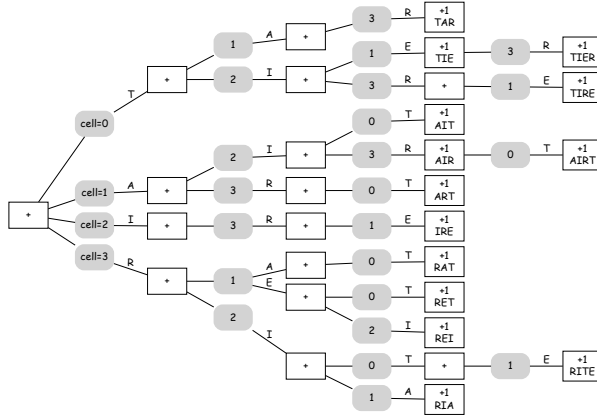 3 R +1
TAR
1 A +
1 E +1 3 R +1
TIE TIER
+ 2 I +
T
3 R + 1 E +1
TIRE
cell=0
0 T +1
AIT
2 I +
3 R +1 0 T +1
AIR AIRT
cell=1 A + 3 R + 0 T +1
ART
+
cell=2 I + 3 R + 1 E +1
IRE
cell=3
R
A + 0 T +1
RAT
+ 1
E
+ 0 T +1
RET
2
2 I +1
REI
I
+ 0 T + 1 E +1
RITE
1 A +1
RIA